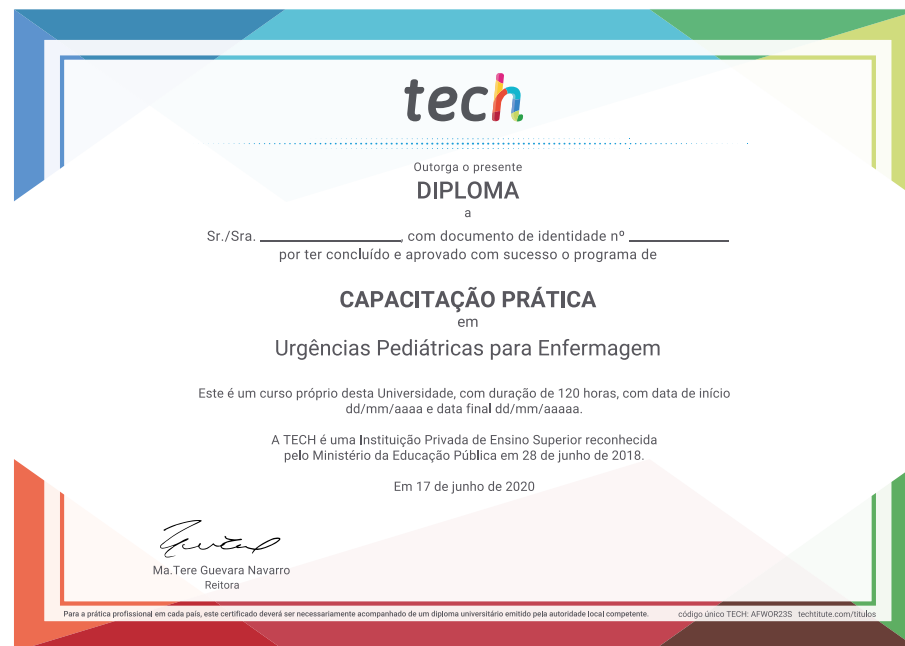 tech
Outorga o presente
DIPLOMA
a
Sr./Sra. ____________________, com documento de identidade nº ______________
por ter concluído e aprovado com sucesso o programa de
CAPACITAÇÃO PRÁTICA
em
Urgências Pediátricas para Enfermagem
Este é um curso próprio desta Universidade, com duração de 120 horas, com data de início
dd/mm/aaaa e data final dd/mm/aaaaa.
A TECH é uma Instituição Privada de Ensino Superior reconhecida
pelo Ministério da Educação Pública em 28 de junho de 2018.
Em 17 de junho de 2020
Ma.Tere Guevara Navarro
Reitora
Para a prática profissional em cada país, este certificado deverá ser necessariamente acompanhado de um diploma universitário emitido pela autoridade local competente. código único TECH: AFWOR23S techtitute.com/titulos